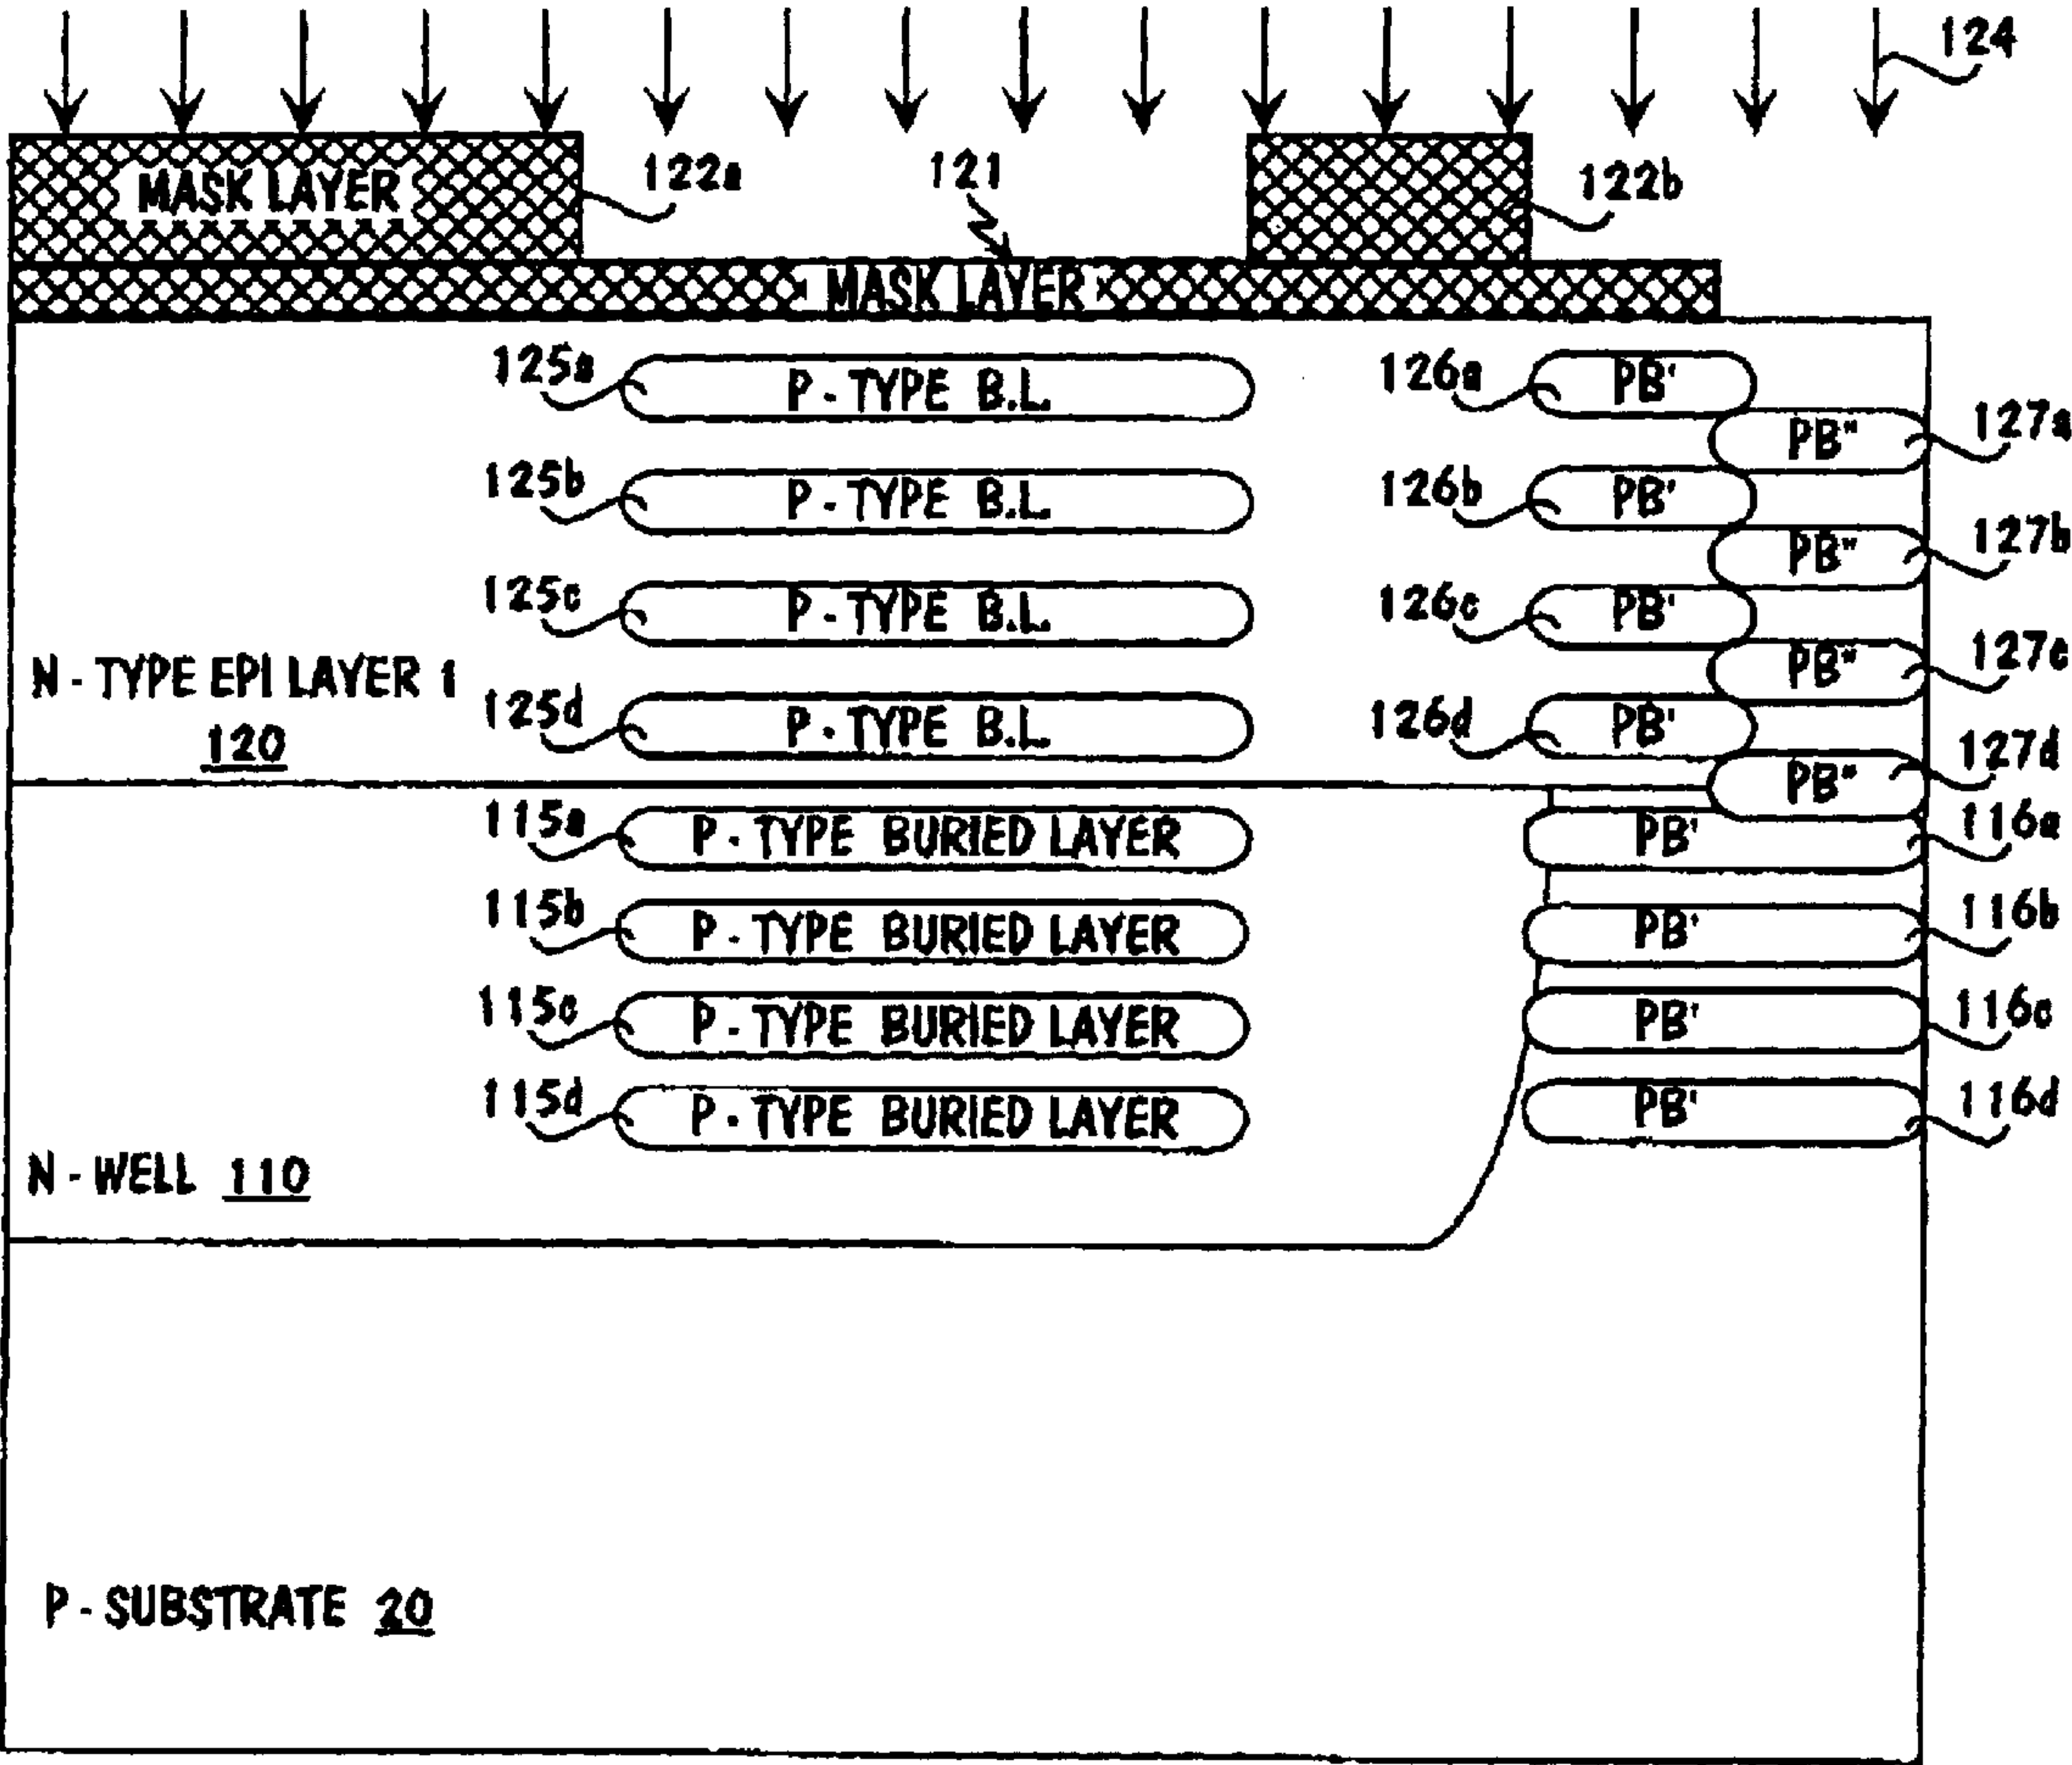 124
MASK LAYER
122a
121
122b
MASK LAYER
125a
P-TYPE B.L.
126a
PB'
127a
PB"
125b
P-TYPE B.L.
126b
PB'
127b
PB"
125c
P-TYPE B.L.
126c
PB'
127c
PB"
N-TYPE EPI LAYER 1
120
125d
P-TYPE B.L.
126d
PB'
127d
PB"
115a
P-TYPE BURIED LAYER
PB'
116a
115b
P-TYPE BURIED LAYER
PB'
116b
115c
P-TYPE BURIED LAYER
PB'
116c
115d
P-TYPE BURIED LAYER
PB'
116d
N-WELL 110
P-SUBSTRATE 20